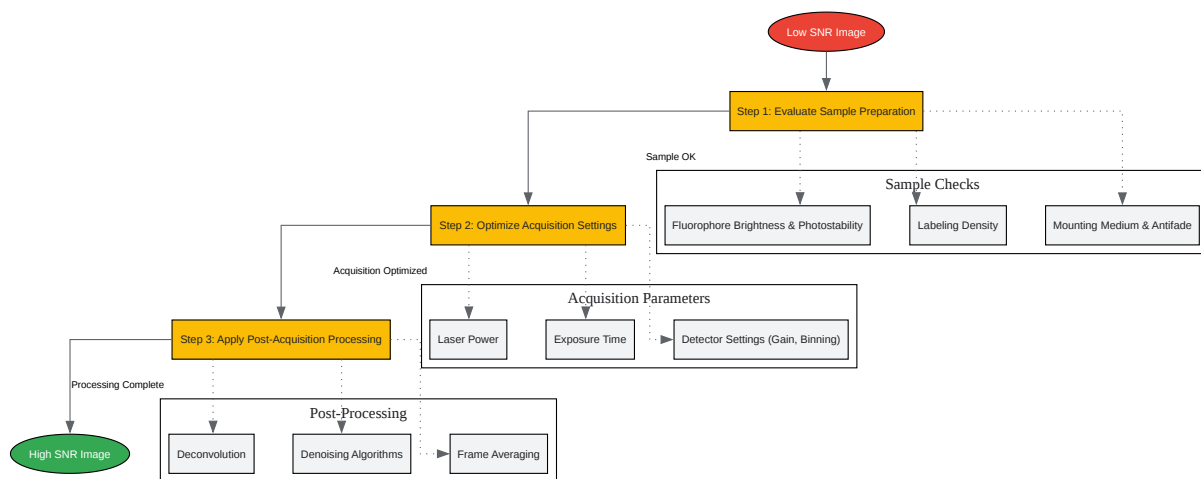 Low SNR Image
Step 1: Evaluate Sample Preparation
Sample OK
Sample Checks
Fluorophore Brightness & Photostability
Labeling Density
Mounting Medium & Antifade
Step 2: Optimize Acquisition Settings
Acquisition Optimized
Acquisition Parameters
Laser Power
Exposure Time
Detector Settings (Gain, Binning)
Step 3: Apply Post-Acquisition Processing
Processing Complete
Post-Processing
Deconvolution
Denoising Algorithms
Frame Averaging
High SNR Image